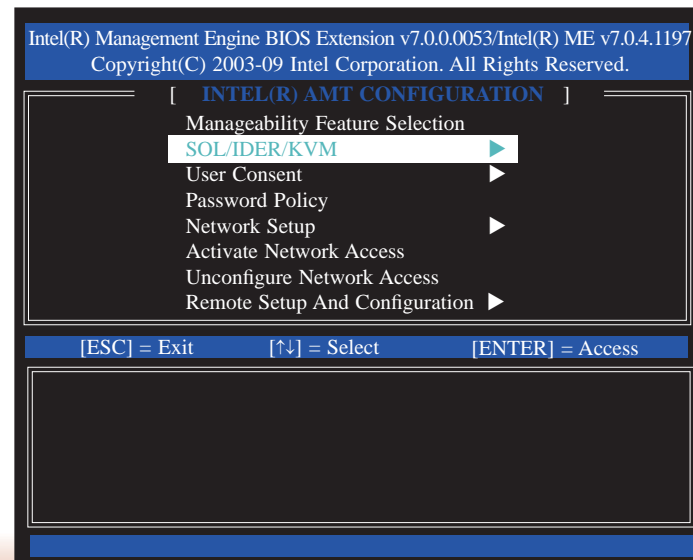 Intel(R) Management Engine BIOS Extension v7.0.0.0053/Intel(R) ME v7.0.4.1197
Copyright(C) 2003-09 Intel Corporation. All Rights Reserved.
[ INTEL(R) AMT CONFIGURATION ]
Manageability Feature Selection
SOL/IDER/KVM ▶
User Consent ▶
Password Policy
Network Setup ▶
Activate Network Access
Unconfigure Network Access
Remote Setup And Configuration ▶
[ESC] = Exit [↑↓] = Select [ENTER] = Access